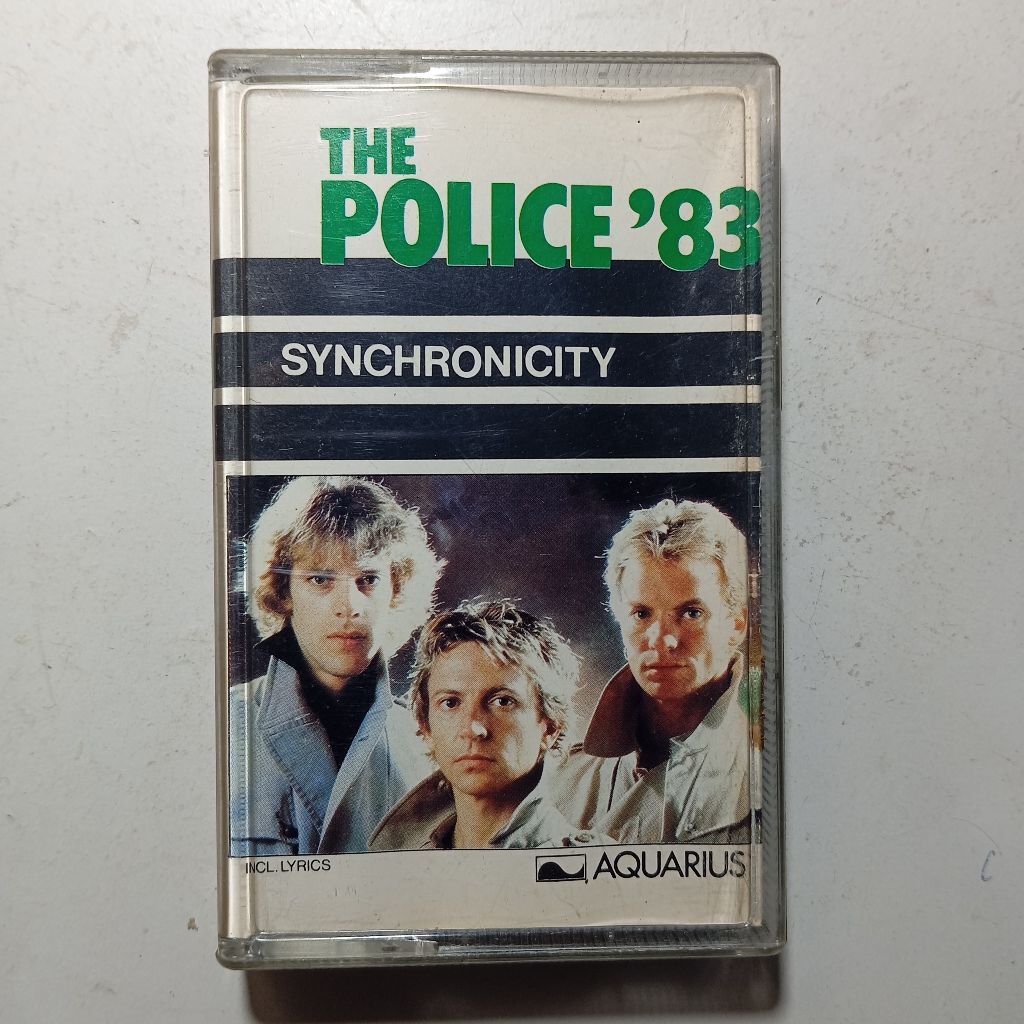 THE
POLICE '83
SYNCHRONICITY
INCL. LYRICS
AQUARIUS